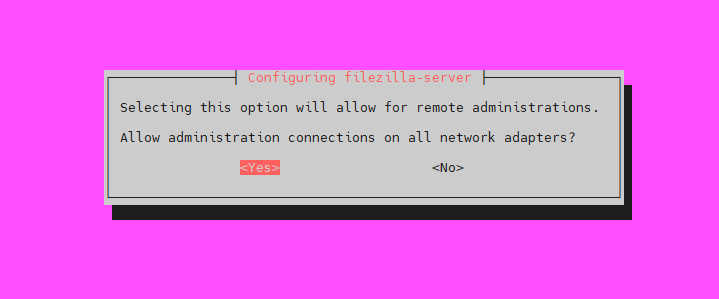 Configuring filezilla-server
Selecting this option will allow for remote administrations.
Allow administration connections on all network adapters?
<Yes> <No>